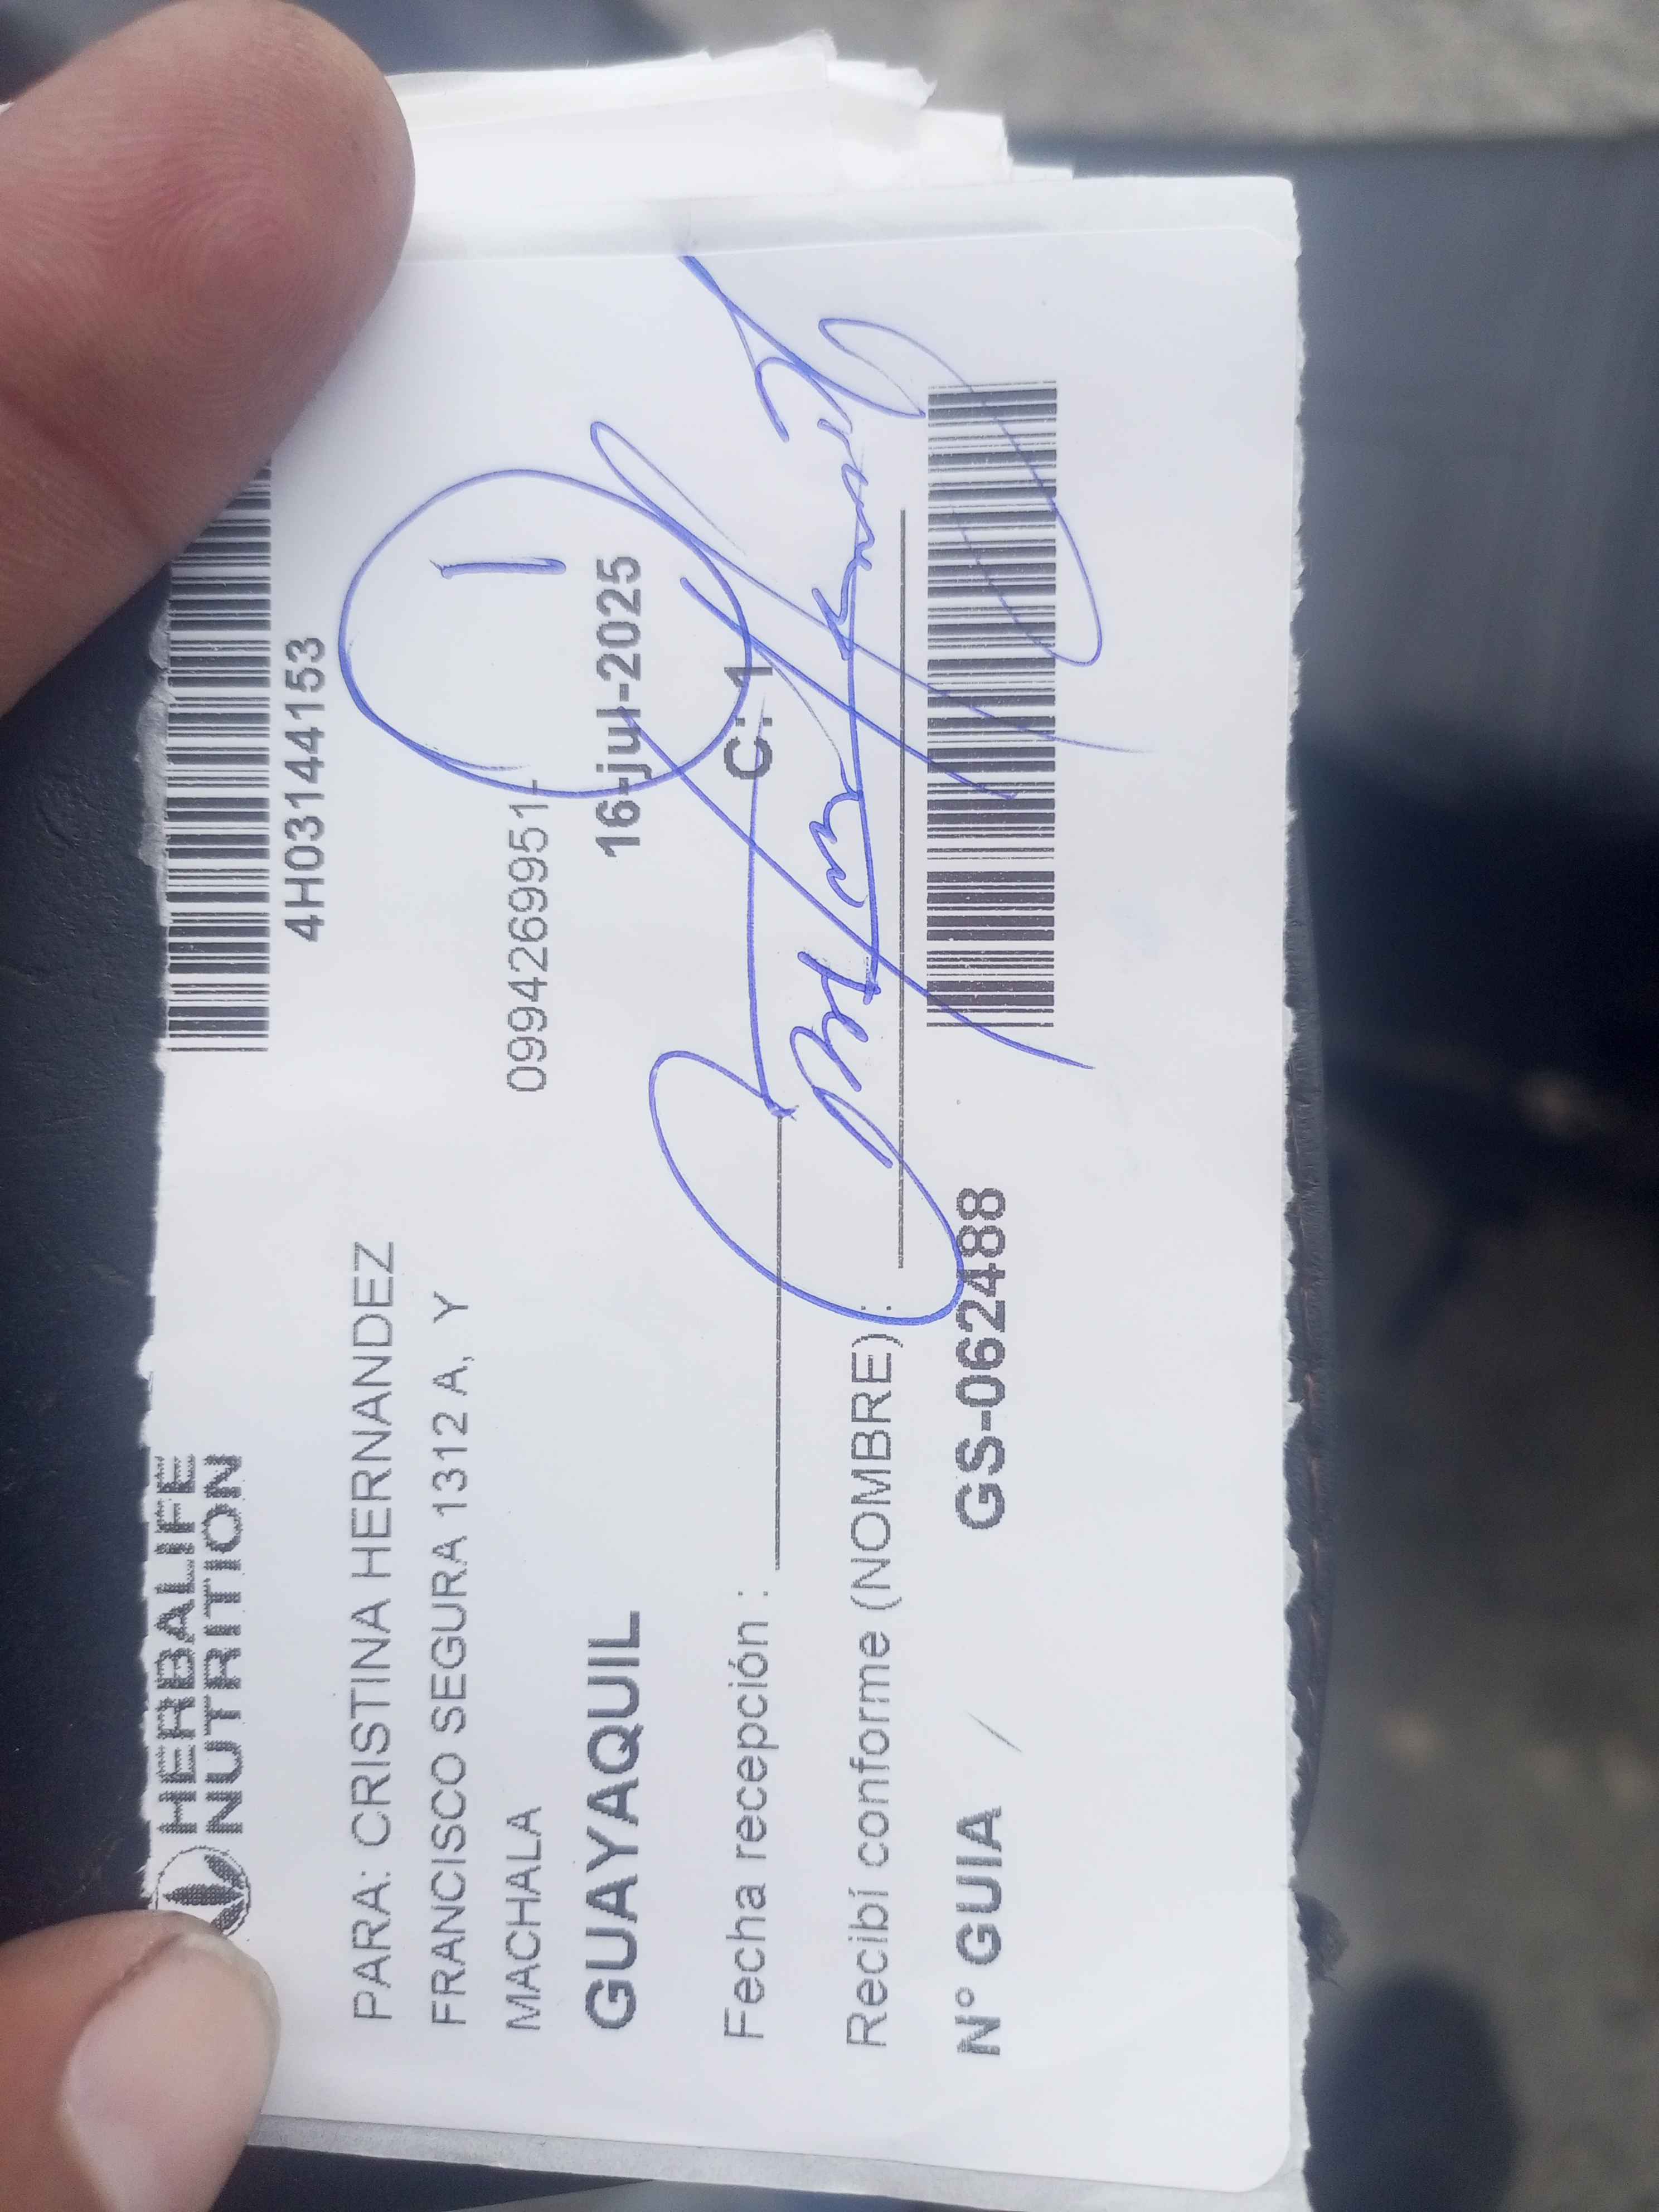 HERBALIFE
NUTRITION
4H03144153
PARA: CRISTINA HERNANDEZ
FRANCISCO SEGURA 1312 A, Y
MACHALA 0994269951-
GUAYAQUIL 16-jul-2025
1
Fecha recepción : C:1
Recibí conforme (NOMBRE) :
N° GUIA GS-062488